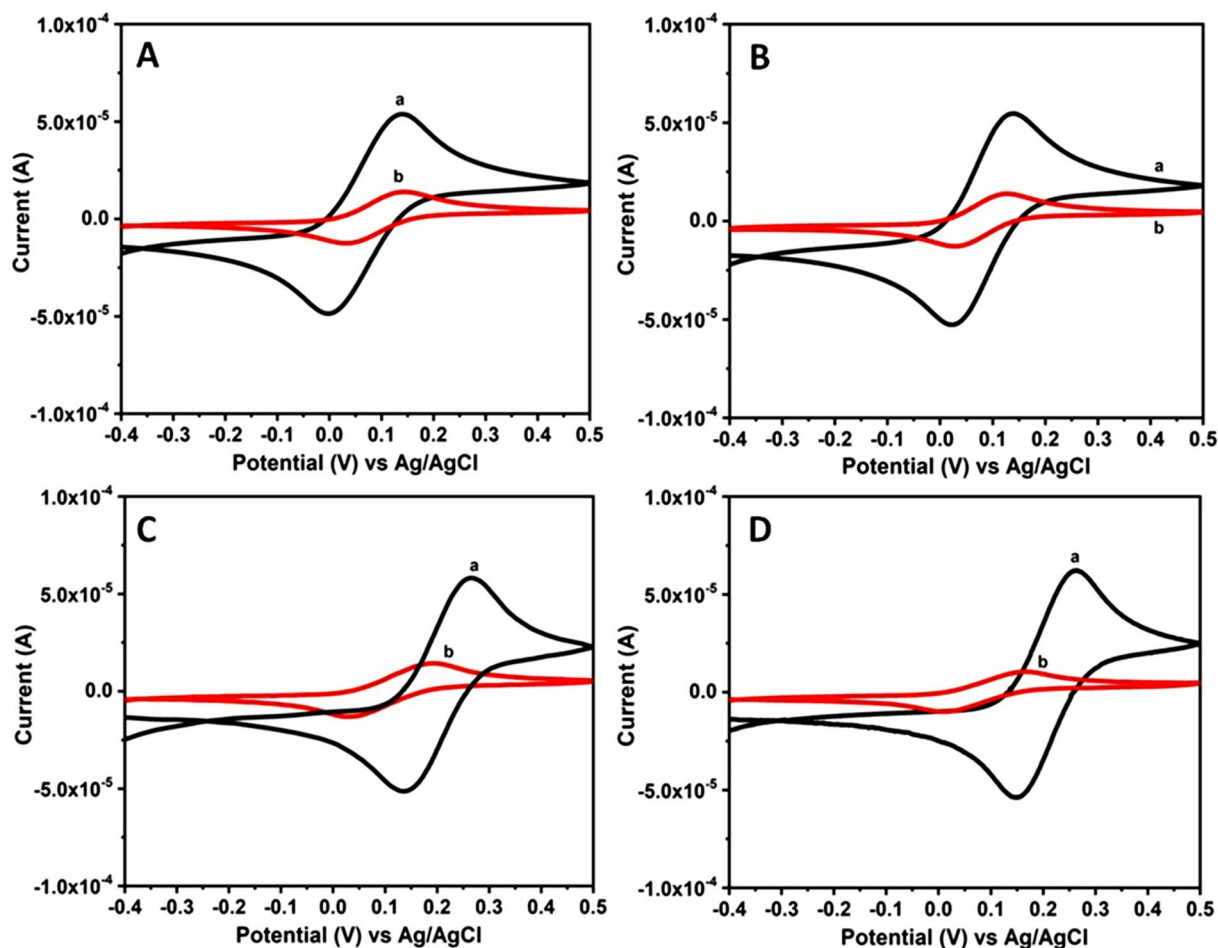 A
a
b
1.0x10⁻⁴
5.0x10⁻⁵
0.0
-5.0x10⁻⁵
-1.0x10⁻⁴
Current (A)
-0.4 -0.3 -0.2 -0.1 0.0 0.1 0.2 0.3 0.4 0.5
Potential (V) vs Ag/AgCl
B
a
b
1.0x10⁻⁴
5.0x10⁻⁵
0.0
-5.0x10⁻⁵
-1.0x10⁻⁴
Current (A)
-0.4 -0.3 -0.2 -0.1 0.0 0.1 0.2 0.3 0.4 0.5
Potential (V) vs Ag/AgCl
C
a
b
1.0x10⁻⁴
5.0x10⁻⁵
0.0
-5.0x10⁻⁵
-1.0x10⁻⁴
Current (A)
-0.4 -0.3 -0.2 -0.1 0.0 0.1 0.2 0.3 0.4 0.5
Potential (V) vs Ag/AgCl
D
a
b
1.0x10⁻⁴
5.0x10⁻⁵
0.0
-5.0x10⁻⁵
-1.0x10⁻⁴
Current (A)
-0.4 -0.3 -0.2 -0.1 0.0 0.1 0.2 0.3 0.4 0.5
Potential (V) vs Ag/AgCl